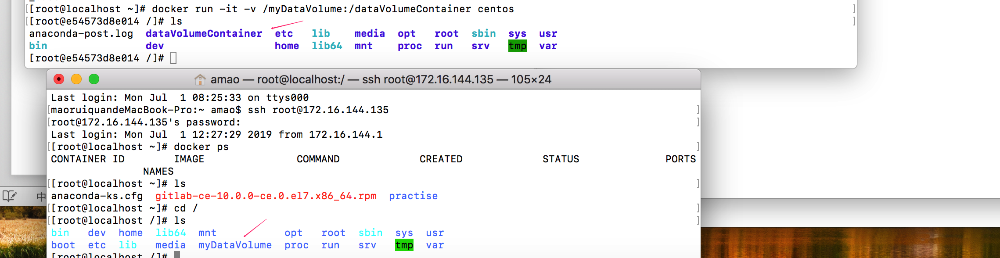 [root@localhost ~]# docker run -it -v /myDataVolume:/dataVolumeContainer centos
[root@e54573d8e014 /]# ls
anaconda-post.log  dataVolumeContainer  etc   lib    media  opt   root  sbin  sys  usr
bin                dev                  home  lib64  mnt    proc  run   srv   tmp  var
[root@e54573d8e014 /]#
amao — root@localhost:/ — ssh root@172.16.144.135 — 105×24
Last login: Mon Jul  1 08:25:33 on ttys000
maoruiquandeMacBook-Pro:~ amao$ ssh root@172.16.144.135
root@172.16.144.135's password:
Last login: Mon Jul  1 12:27:29 2019 from 172.16.144.1
[root@localhost ~]# docker ps
CONTAINER ID        IMAGE               COMMAND             CREATED             STATUS              PORTS
               NAMES
[root@localhost ~]# ls
anaconda-ks.cfg  gitlab-ce-10.0.0-ce.0.el7.x86_64.rpm  practise
[root@localhost ~]# cd /
[root@localhost /]# ls
bin   dev  home  lib64  mnt           opt   root  sbin  sys  usr
boot  etc  lib   media  myDataVolume  proc  run   srv   tmp  var
[root@localhost /]#
中